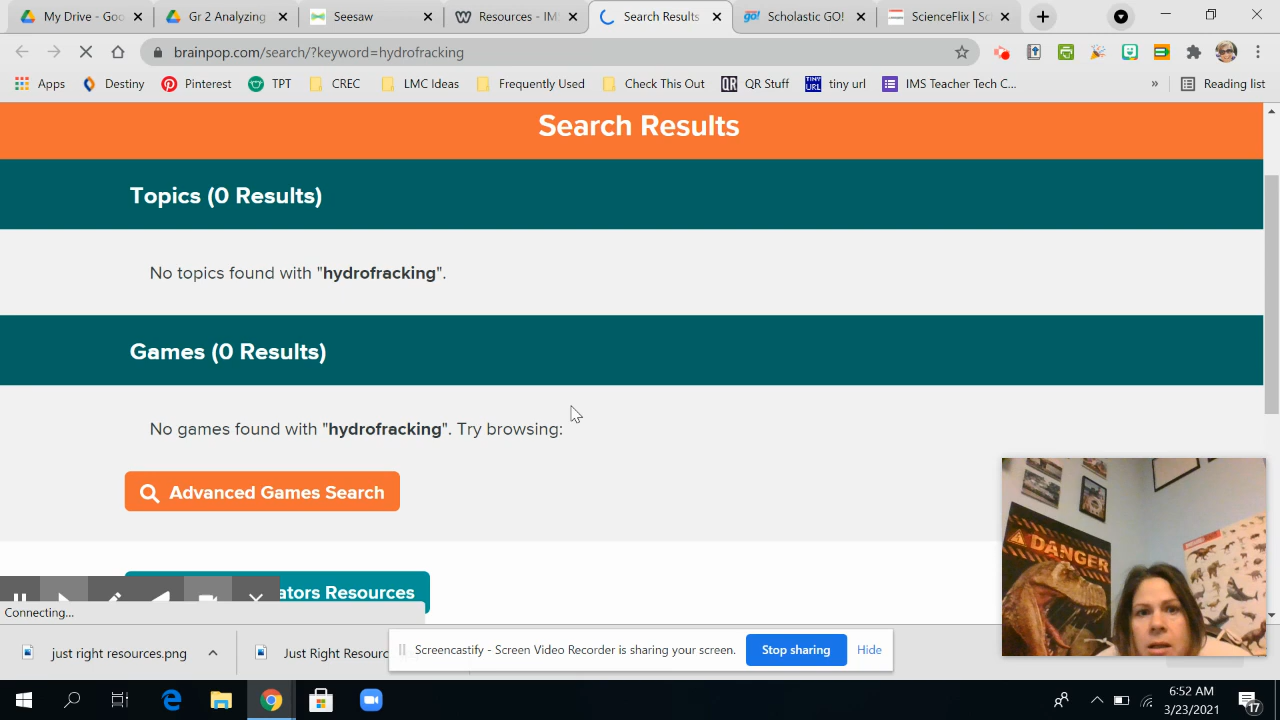 My Drive - Goo
Gr.2 Analyzing
Seesaw
Resources - IM
Search Results
Scholastic GO!
ScienceFlix | Sc
brainpop.com/search/?keyword=hydrofracking
Apps
Destiny
Pinterest
TPT
CREC
LMC Ideas
Frequently Used
Check This Out
QR Stuff
tiny url
IMS Teacher Tech C...
Reading list
Search Results
Topics (0 Results)
No topics found with "hydrofracking".
Games (0 Results)
No games found with "hydrofracking". Try browsing:
Advanced Games Search
ators Resources
DANGER
Connecting...
just right resources.png
Just Right Resourc
Screencastify - Screen Video Recorder is sharing your screen.
Stop sharing
Hide
6:52 AM
3/23/2021
17